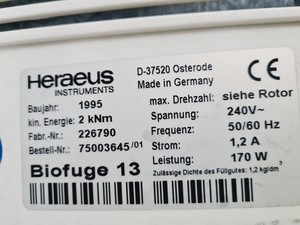 Heraeus
INSTRUMENTS
D-37520 Osterode
Made in Germany
CE
Baujahr: 1995
kin. Energie: 2 kNm
Fabr.-Nr.: 226790
Bestell-Nr.: 75003645/01
Biofuge 13
max. Drehzahl: siehe Rotor
Spannung: 240V~
Frequenz: 50/60 Hz
Strom: 1,2 A
Leistung: 170 W
Zulässige Dichte des Füllgutes: 1,2 kg/dm³